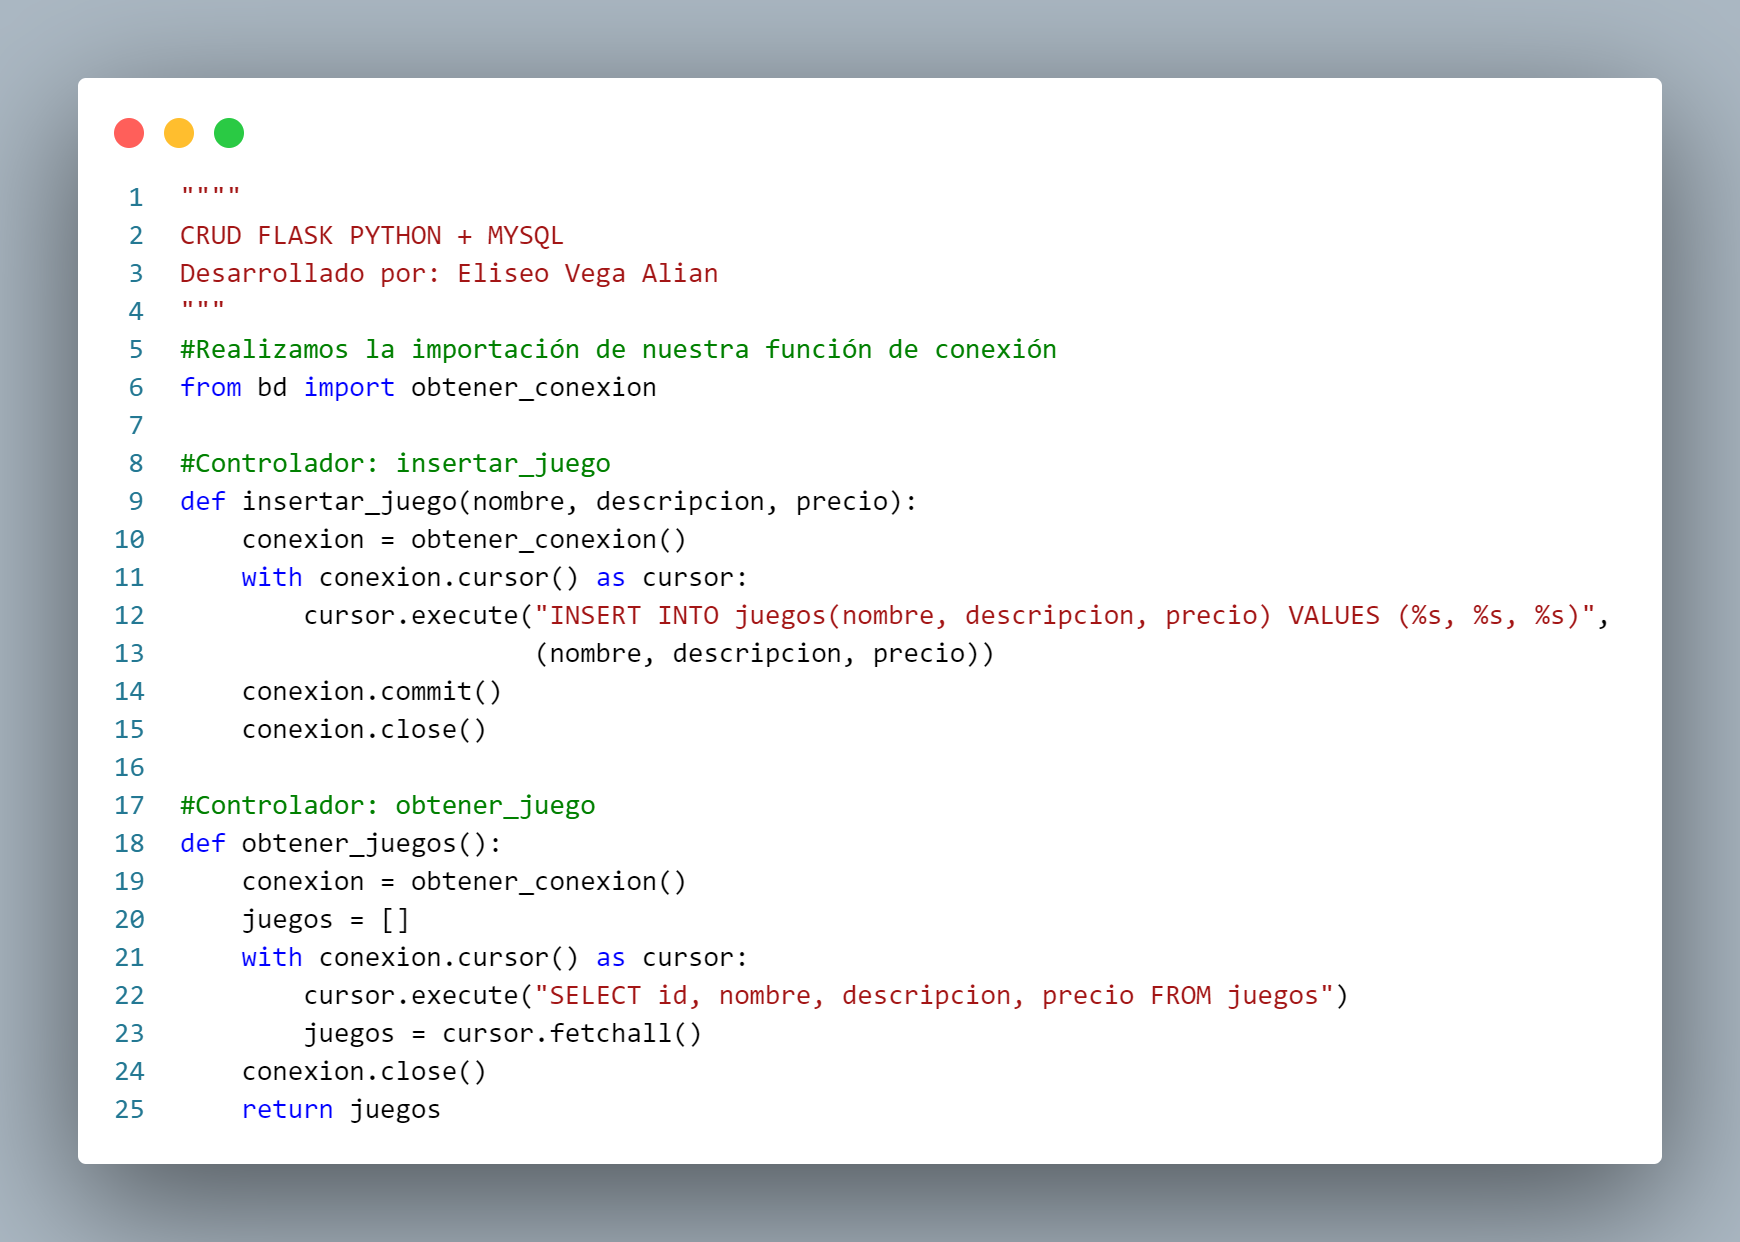 1 """"
2 CRUD FLASK PYTHON + MYSQL
3 Desarrollado por: Eliseo Vega Alian
4 """
5 #Realizamos la importación de nuestra función de conexión
6 from bd import obtener_conexion
7
8 #Controlador: insertar_juego
9 def insertar_juego(nombre, descripcion, precio):
10     conexion = obtener_conexion()
11     with conexion.cursor() as cursor:
12         cursor.execute("INSERT INTO juegos(nombre, descripcion, precio) VALUES (%s, %s, %s)",
13                        (nombre, descripcion, precio))
14     conexion.commit()
15     conexion.close()
16
17 #Controlador: obtener_juego
18 def obtener_juegos():
19     conexion = obtener_conexion()
20     juegos = []
21     with conexion.cursor() as cursor:
22         cursor.execute("SELECT id, nombre, descripcion, precio FROM juegos")
23         juegos = cursor.fetchall()
24     conexion.close()
25     return juegos